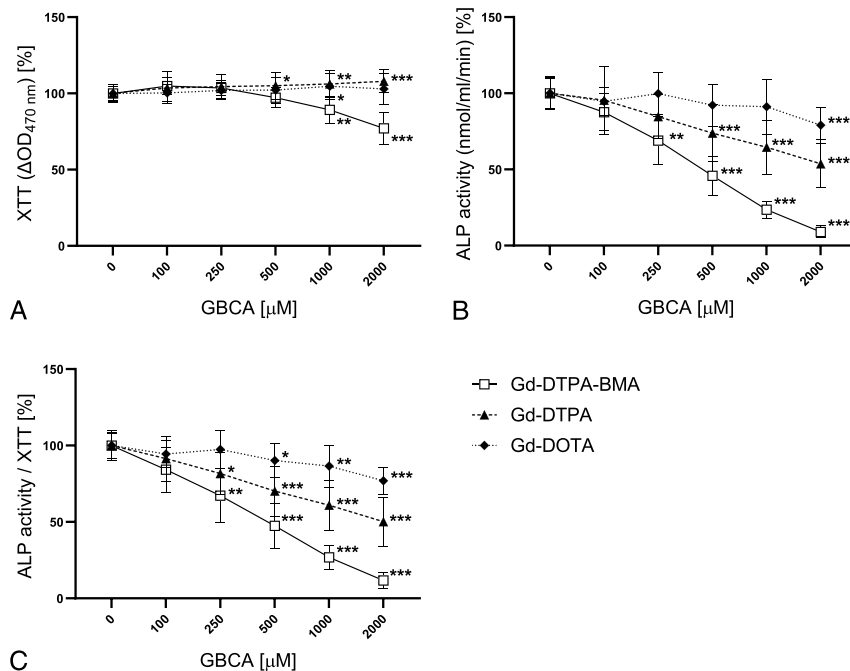 150
100
50
0
XTT (ΔOD470 nm) [%]
* ** ***
*
** ***
0 100 250 500 1000 2000
GBCA [μM]
A
150
100
50
0
ALP activity (nmol/ml/min) [%]
***
*** *** ***
** *** *** ***
0 100 250 500 1000 2000
GBCA [μM]
B
150
100
50
0
ALP activity / XTT [%]
* ** ***
* *** *** ***
** *** *** ***
0 100 250 500 1000 2000
GBCA [μM]
C
Gd-DTPA-BMA
Gd-DTPA
Gd-DOTA